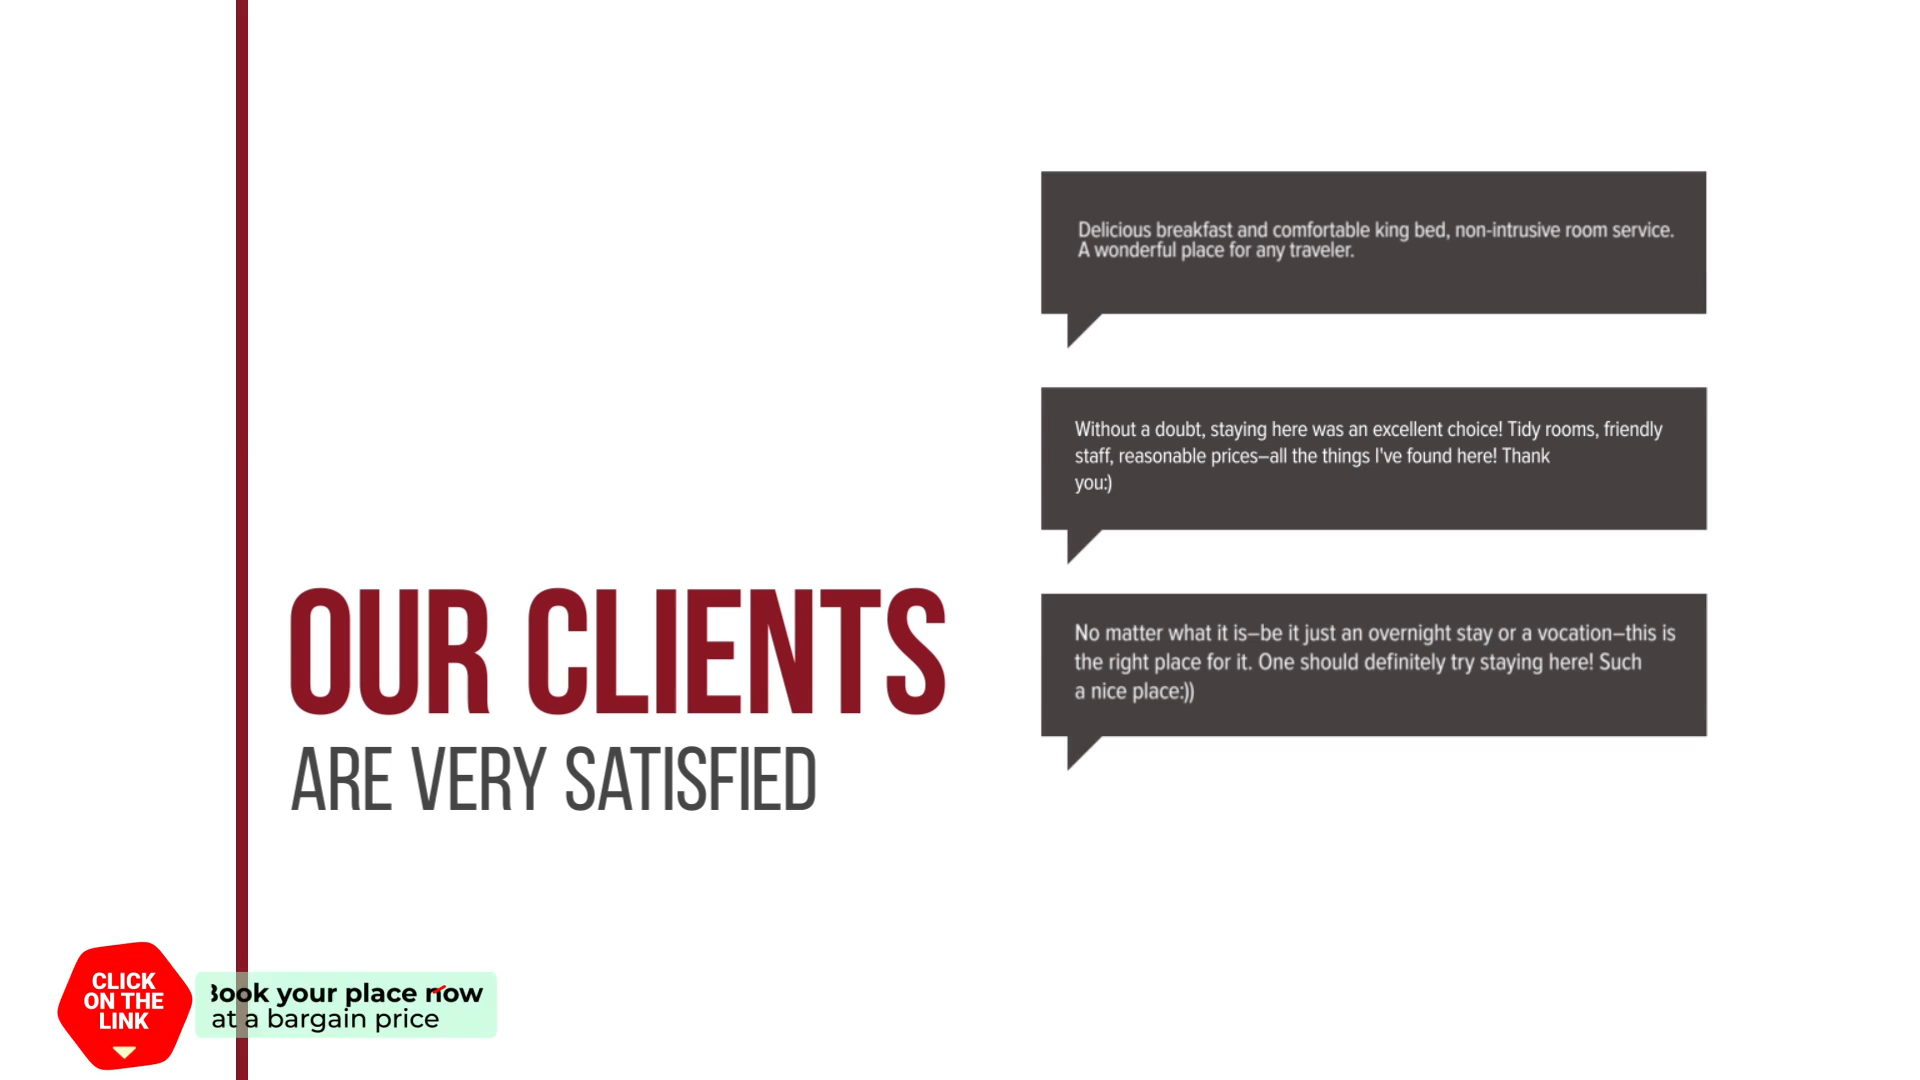 Delicious breakfast and comfortable king bed, non-intrusive room service.
A wonderful place for any traveler.
Without a doubt, staying here was an excellent choice! Tidy rooms, friendly
staff, reasonable prices–all the things I've found here! Thank
you:)
No matter what it is–be it just an overnight stay or a vocation–this is
the right place for it. One should definitely try staying here! Such
a nice place:))
OUR CLIENTS
ARE VERY SATISFIED
CLICK
ON THE
LINK
Book your place now
at a bargain price